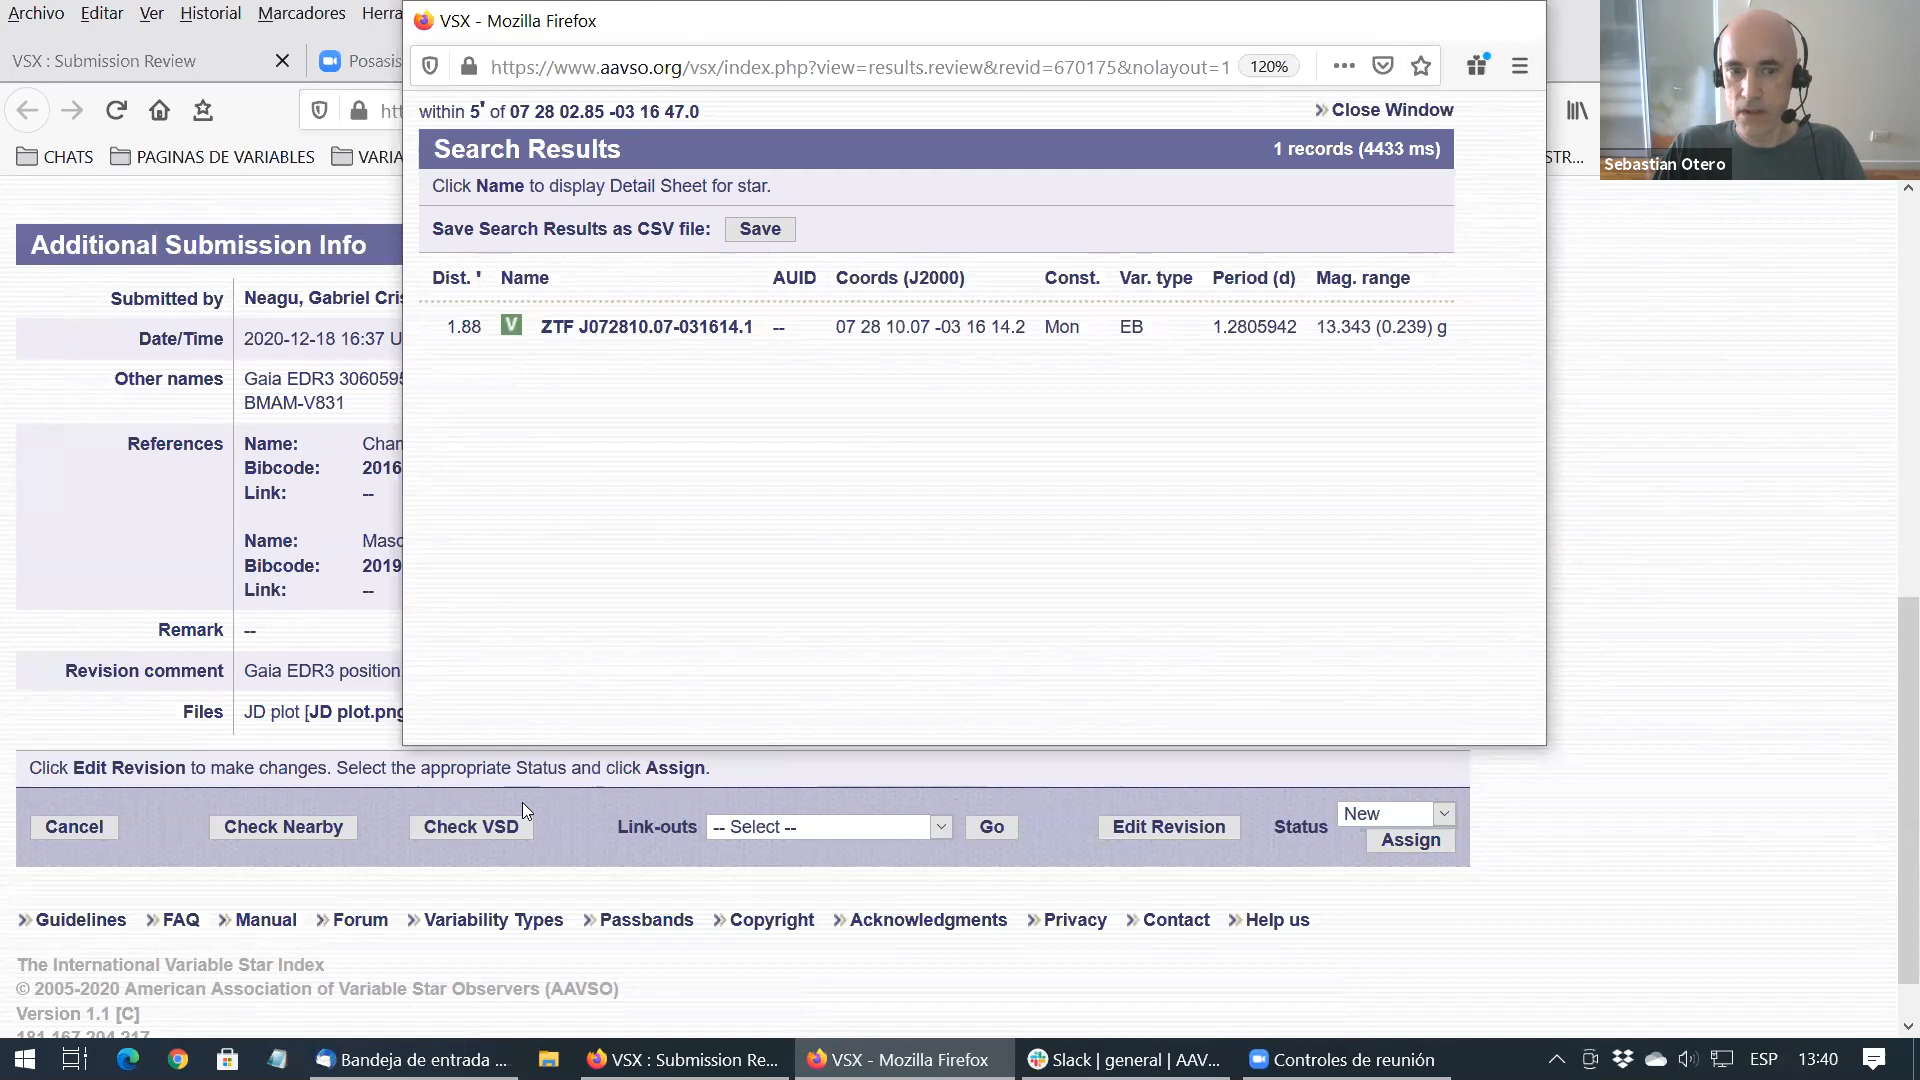 Archivo Editar Ver Historial Marcadores Herra
VSX : Submission Review
Posasis
CHATS PAGINAS DE VARIABLES VARIA
STR...
VSX - Mozilla Firefox
https://www.aavso.org/vsx/index.php?view=results.review&revid=670175&nolayout=1 120%
within 5' of 07 28 02.85 -03 16 47.0
Close Window
Search Results 1 records (4433 ms)
Click Name to display Detail Sheet for star.
Save Search Results as CSV file: Save
Dist. ' Name AUID Coords (J2000) Const. Var. type Period (d) Mag. range
1.88 V ZTF J072810.07-031614.1 -- 07 28 10.07 -03 16 14.2 Mon EB 1.2805942 13.343 (0.239) g
Sebastian Otero
Additional Submission Info
Submitted by Neagu, Gabriel Cris
Date/Time 2020-12-18 16:37 U
Other names Gaia EDR3 3060595
BMAM-V831
References Name: Cham
Bibcode: 2016
Link: --
Name: Masc
Bibcode: 2019
Link: --
Remark --
Revision comment Gaia EDR3 position
Files JD plot [JD plot.png
Click Edit Revision to make changes. Select the appropriate Status and click Assign.
Cancel Check Nearby Check VSD Link-outs -- Select -- Go Edit Revision Status New
Assign
Guidelines FAQ Manual Forum Variability Types Passbands Copyright Acknowledgments Privacy Contact Help us
The International Variable Star Index
© 2005-2020 American Association of Variable Star Observers (AAVSO)
Version 1.1 [C]
181.167.204.217
Bandeja de entrada ... VSX : Submission Re... VSX - Mozilla Firefox Slack | general | AAV... Controles de reunión ESP 13:40